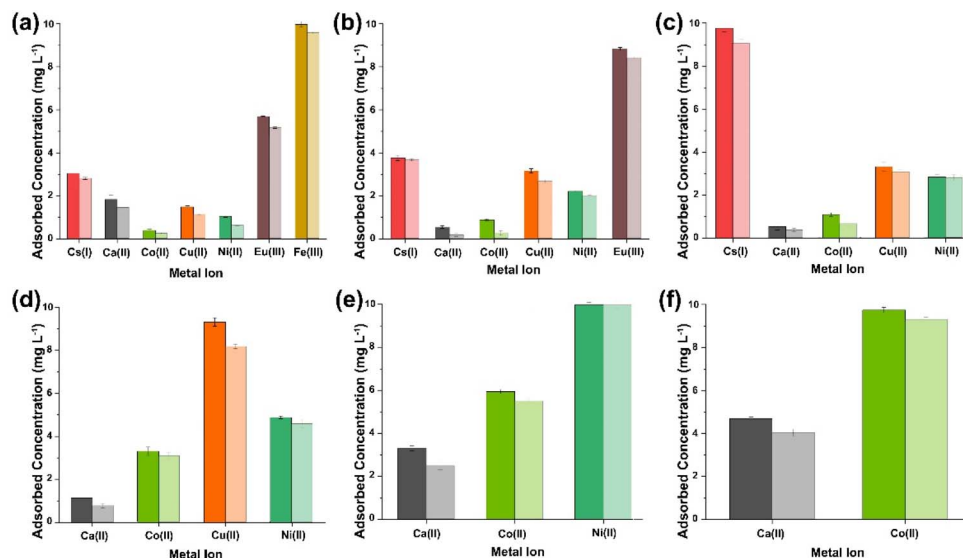 (a)
Adsorbed Concentration (mg L⁻¹)
10
8
6
4
2
0
Cs(I) Ca(II) Co(II) Cu(II) Ni(II) Eu(III) Fe(III)
Metal Ion
(b)
Adsorbed Concentration (mg L⁻¹)
10
8
6
4
2
0
Cs(I) Ca(II) Co(II) Cu(II) Ni(II) Eu(III)
Metal Ion
(c)
Adsorbed Concentration (mg L⁻¹)
10
8
6
4
2
0
Cs(I) Ca(II) Co(II) Cu(II) Ni(II)
Metal Ion
(d)
Adsorbed Concentration (mg L⁻¹)
10
8
6
4
2
0
Ca(II) Co(II) Cu(II) Ni(II)
Metal Ion
(e)
Adsorbed Concentration (mg L⁻¹)
10
8
6
4
2
0
Ca(II) Co(II) Ni(II)
Metal Ion
(f)
Adsorbed Concentration (mg L⁻¹)
10
8
6
4
2
0
Ca(II) Co(II)
Metal Ion